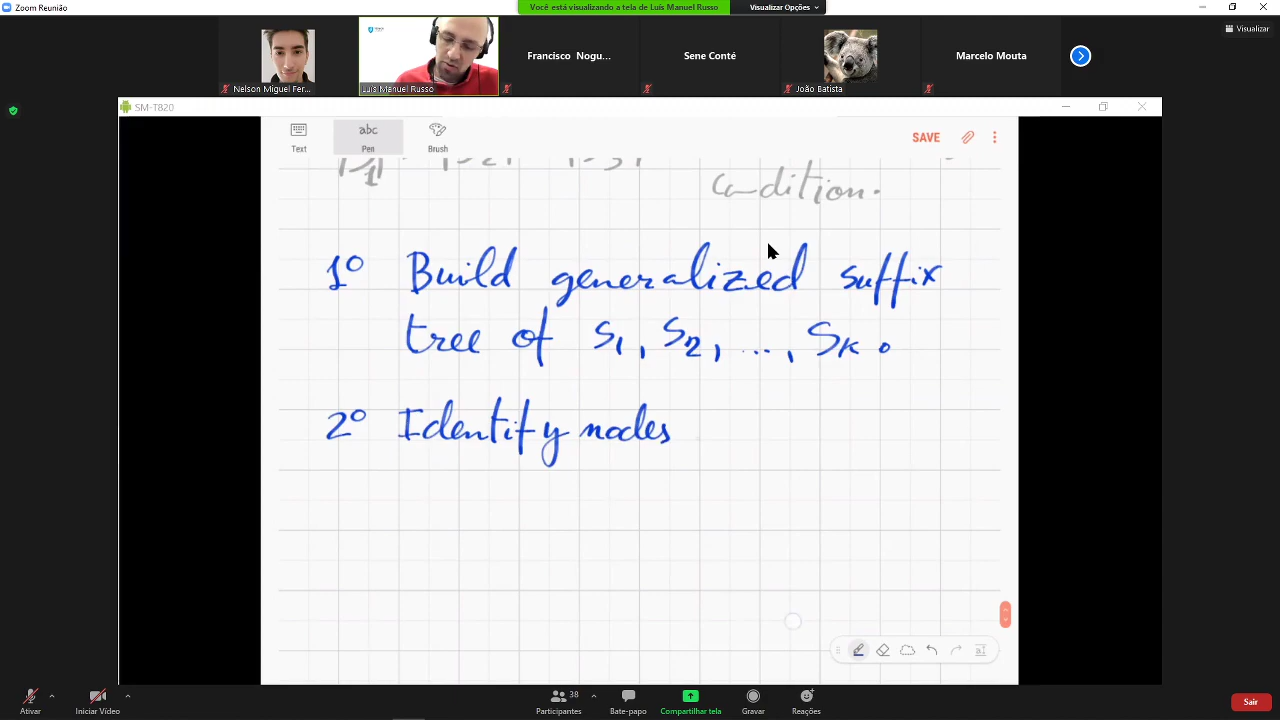 Zoom Reunião
Você está visualizando a tela de Luís Manuel Russo
Visualizar Opções
Visualizar
Nelson Miguel Fer...
Luís Manuel Russo
Francisco Nogu...
Sene Conté
João Batista
Marcelo Mouta
SM-T820
Text
abc
Pen
Brush
SAVE
condition.
1º Build generalized suffix
tree of S1, S2, ..., SK.
2º Identify nodes
Ativar
Iniciar Vídeo
38
Participantes
Bate-papo
Compartilhar tela
Gravar
Reações
Sair